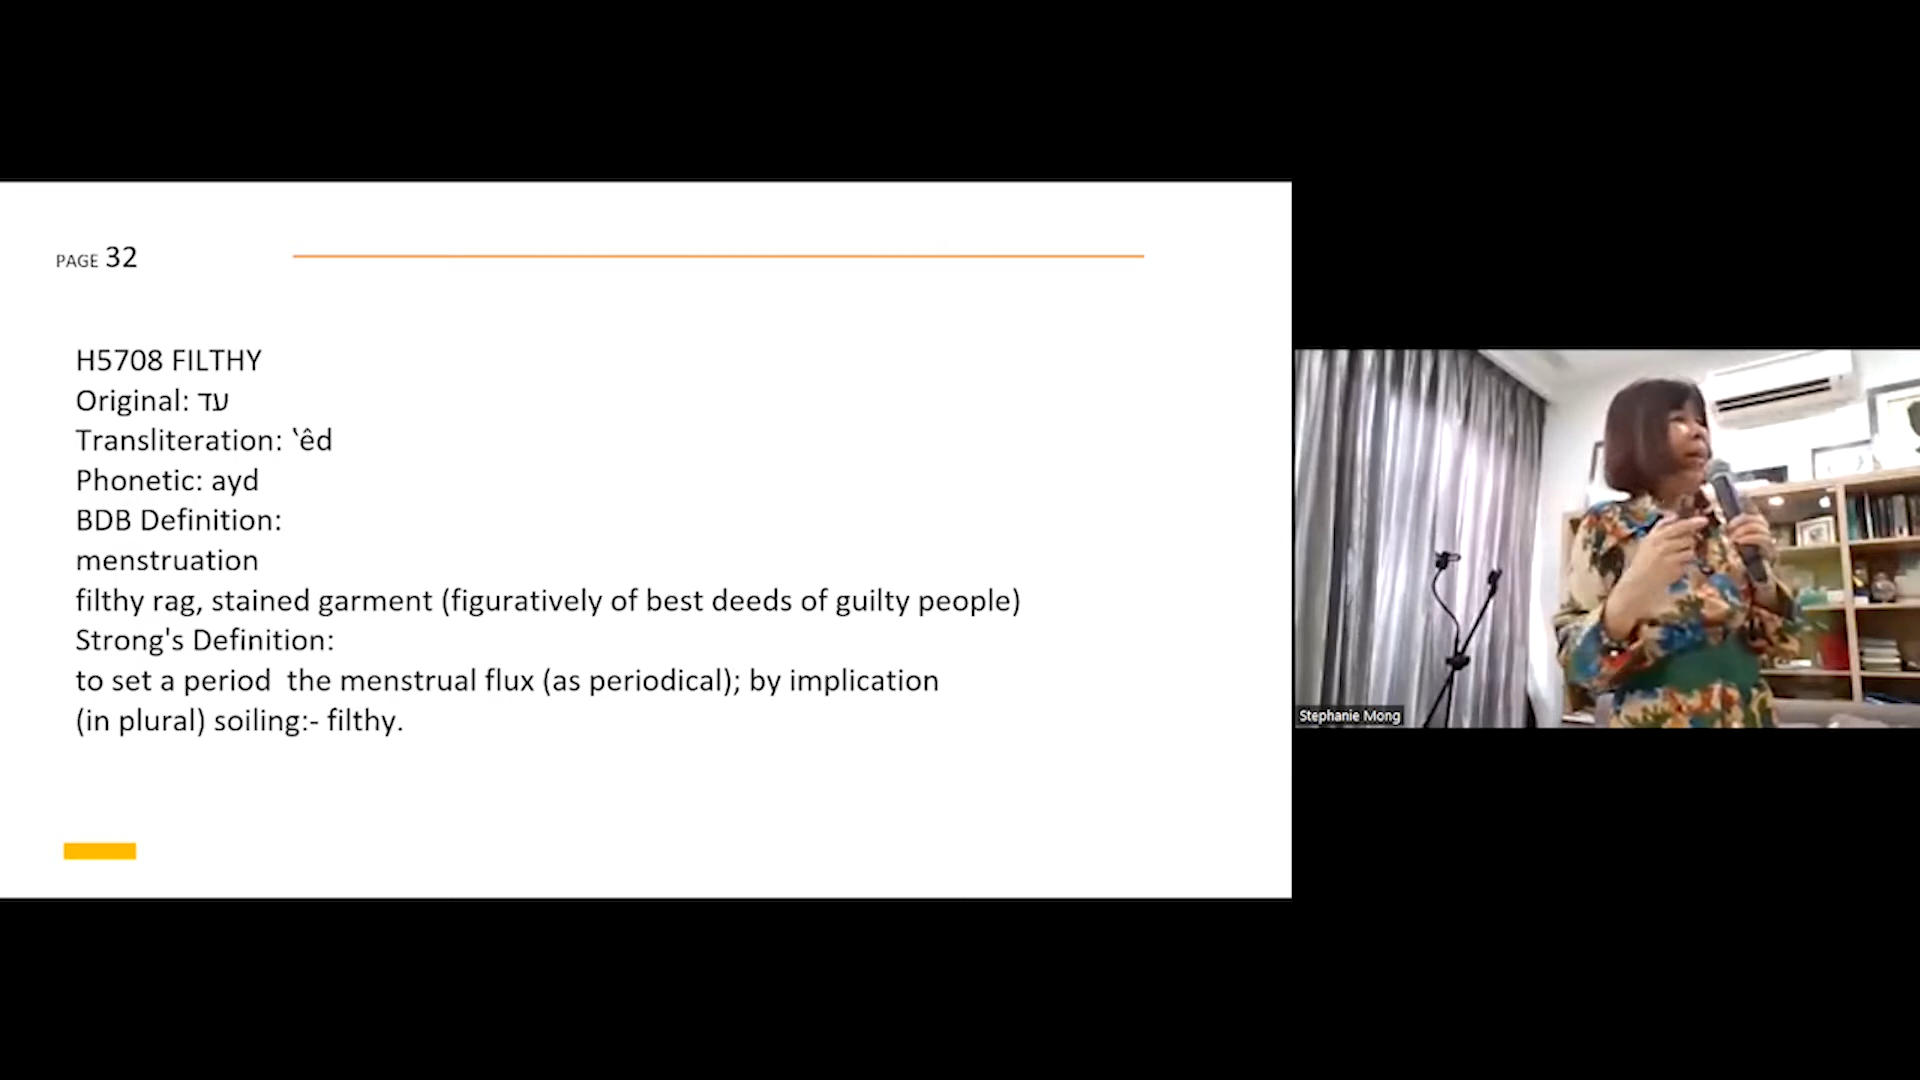 PAGE 32
H5708 FILTHY
Original: עד
Transliteration: ‛êd
Phonetic: ayd
BDB Definition:
menstruation
filthy rag, stained garment (figuratively of best deeds of guilty people)
Strong's Definition:
to set a period  the menstrual flux (as periodical); by implication
(in plural) soiling:- filthy.
Stephanie Mong